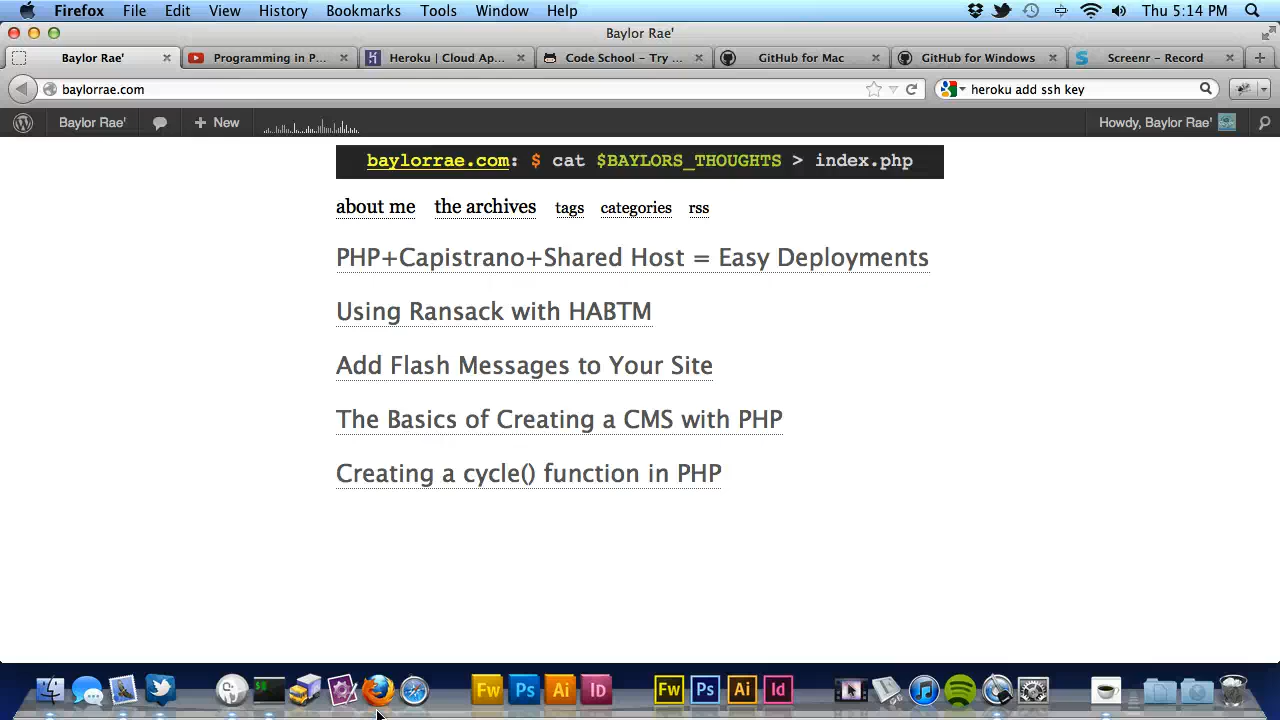 Firefox File Edit View History Bookmarks Tools Window Help Thu 5:14 PM
Baylor Rae'
Baylor Rae' Programming in P... Heroku | Cloud Ap... Code School - Try ... GitHub for Mac GitHub for Windows Screenr - Record
baylorrae.com heroku add ssh key
Baylor Rae' + New Howdy, Baylor Rae'
baylorrae.com: $ cat $BAYLORS_THOUGHTS > index.php
about me the archives tags categories rss
PHP+Capistrano+Shared Host = Easy Deployments
Using Ransack with HABTM
Add Flash Messages to Your Site
The Basics of Creating a CMS with PHP
Creating a cycle() function in PHP
Fw Ps Ai ID Fw Ps Ai Id